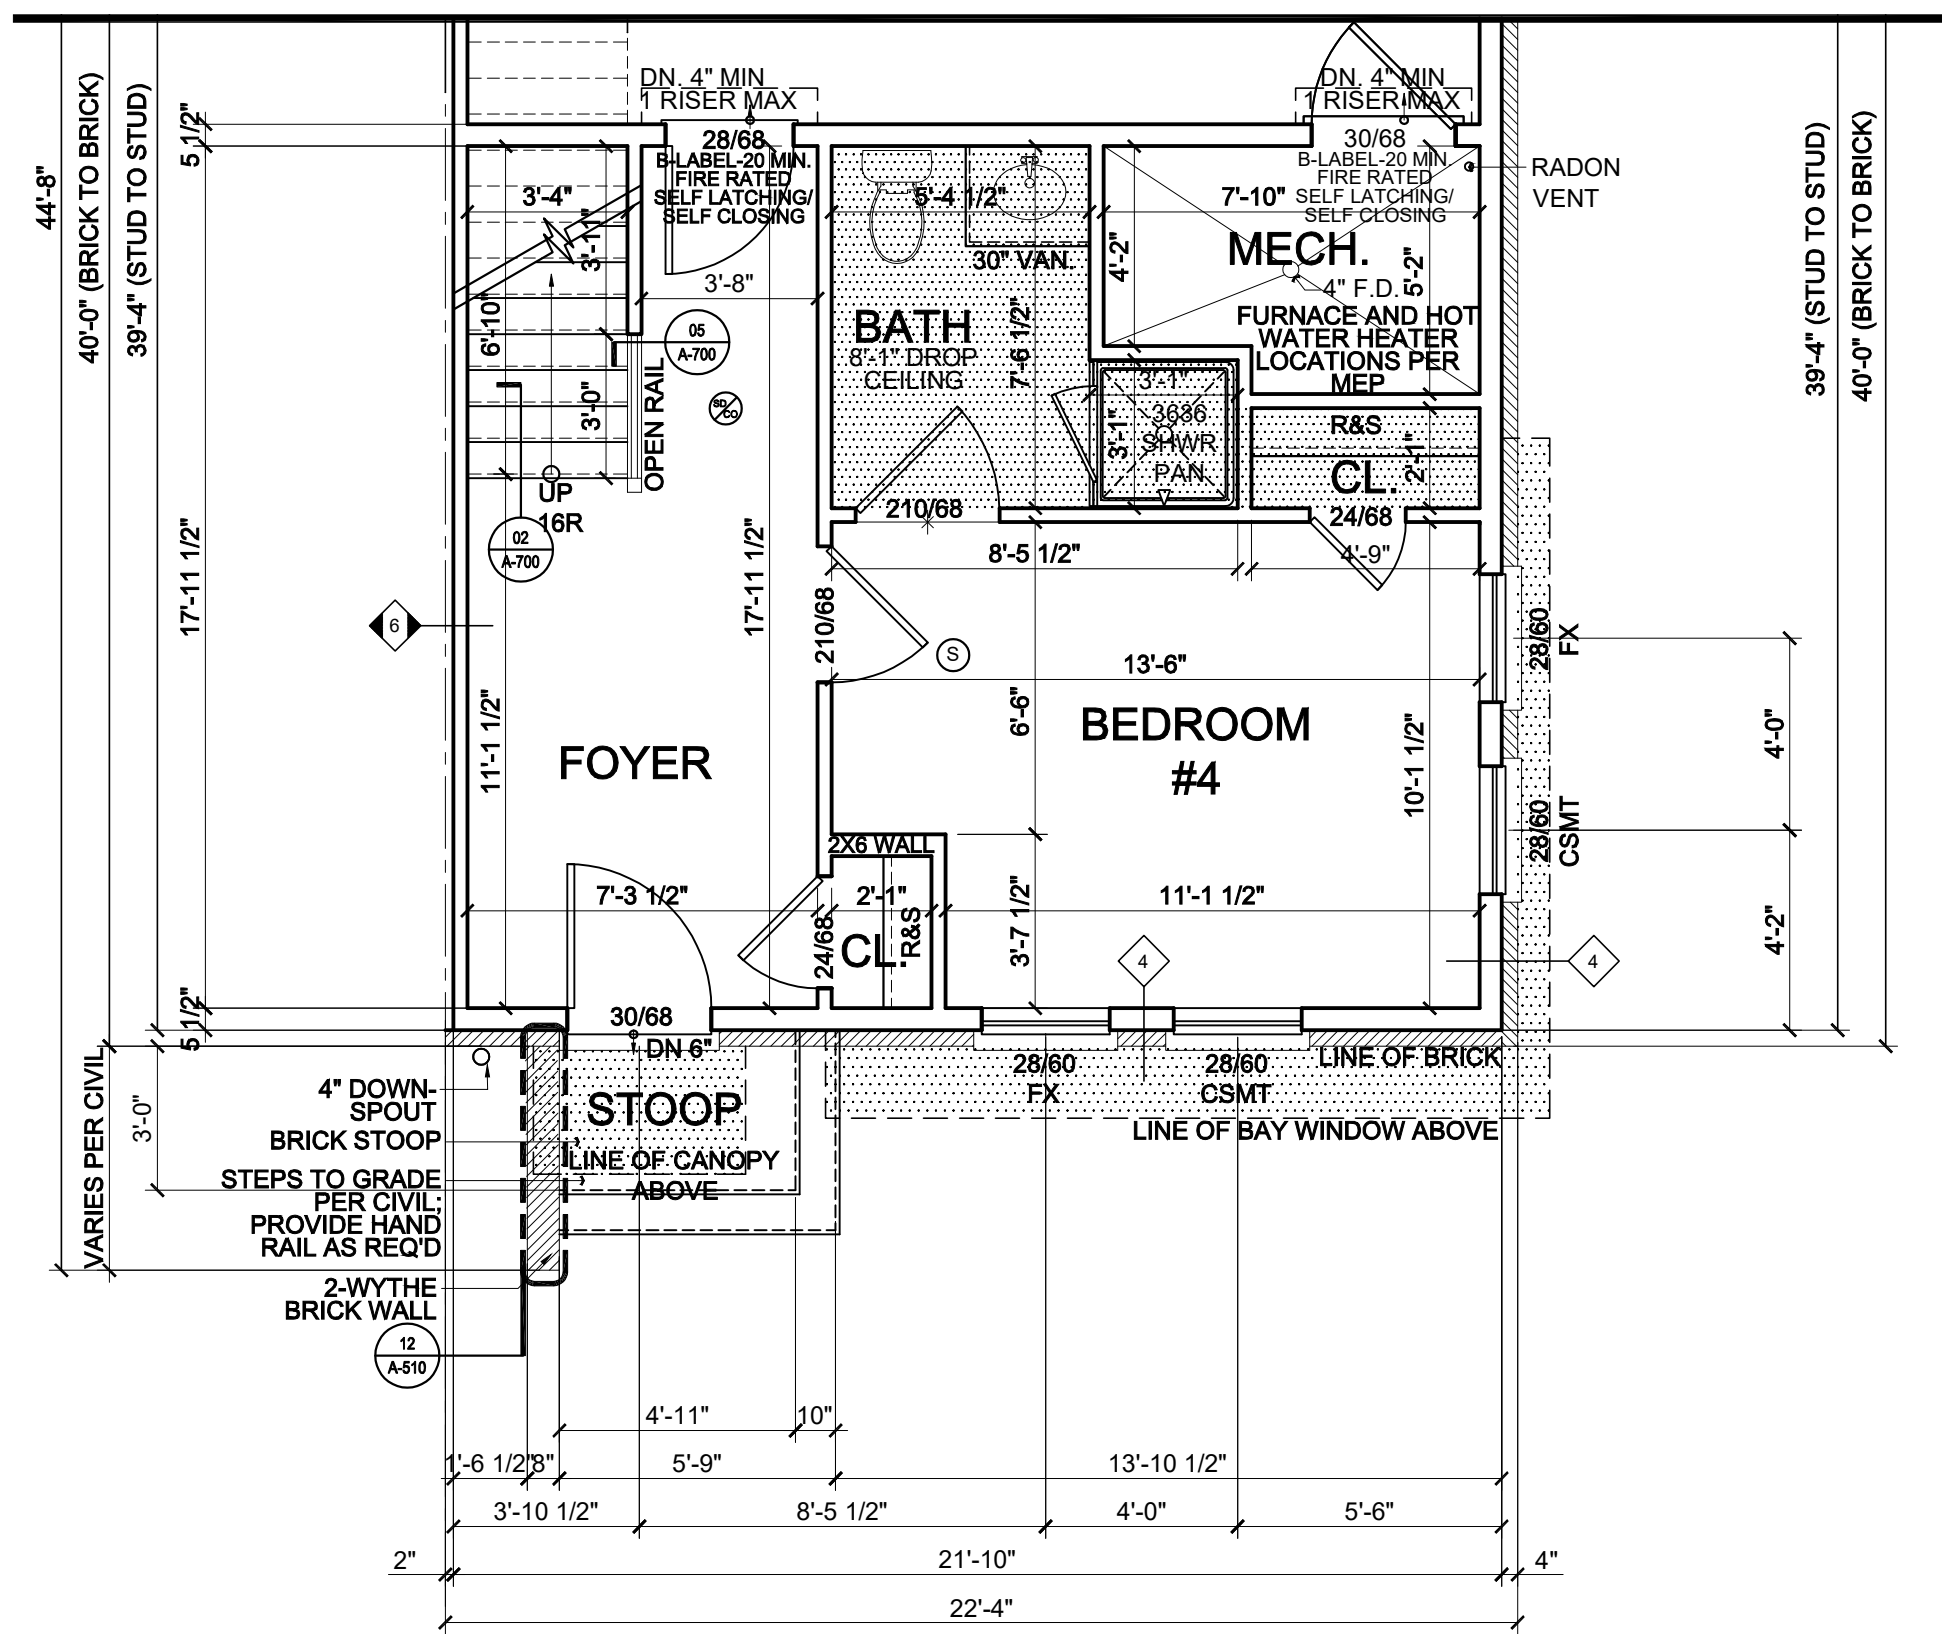 44'-8"
40'-0" (BRICK TO BRICK)
39'-4" (STUD TO STUD)
5 1/2"
17'-11 1/2"
5 1/2"
VARIES PER CIVIL
3'-0"
DN. 4" MIN
1 RISER MAX
28/68
B-LABEL-20 MIN.
FIRE RATED
SELF LATCHING/
SELF CLOSING
3'-4"
3'-11"
3'-8"
6'-10"
3'-0"
OPEN RAIL
05
A-700
SD/
CO
UP
16R
02
A-700
6
17'-11 1/2"
11'-1 1/2"
FOYER
7'-3 1/2"
5'-4 1/2"
30" VAN.
BATH
8'-1" DROP
CEILING
7'-6 1/2"
210/68
DN. 4" MIN
1 RISER MAX
30/68
B-LABEL-20 MIN.
FIRE RATED
SELF LATCHING/
SELF CLOSING
RADON
VENT
7'-10"
4'-2"
MECH.
5'-2"
4" F.D.
FURNACE AND HOT
WATER HEATER
LOCATIONS PER
MEP
3'-1"
3'-1"
3636
SHWR
PAN
R&S
CL.
2'-1"
24/68
8'-5 1/2"
4'-9"
210/68
S
13'-6"
6'-6"
BEDROOM
#4
10'-1 1/2"
28/60
FX
28/60
CSMT
4'-0"
4'-2"
39'-4" (STUD TO STUD)
40'-0" (BRICK TO BRICK)
2X6 WALL
2'-1"
11'-1 1/2"
24/68
CL.
R&S
3'-7 1/2"
4
4
30/68
DN 6"
28/60
FX
28/60
CSMT
LINE OF BRICK
LINE OF BAY WINDOW ABOVE
STOOP
LINE OF CANOPY
ABOVE
4" DOWN-
SPOUT
BRICK STOOP
STEPS TO GRADE
PER CIVIL;
PROVIDE HAND
RAIL AS REQ'D
2-WYTHE
BRICK WALL
12
A-510
4'-11"
10"
1'-6 1/2"
8"
5'-9"
13'-10 1/2"
3'-10 1/2"
8'-5 1/2"
4'-0"
5'-6"
2"
21'-10"
4"
22'-4"